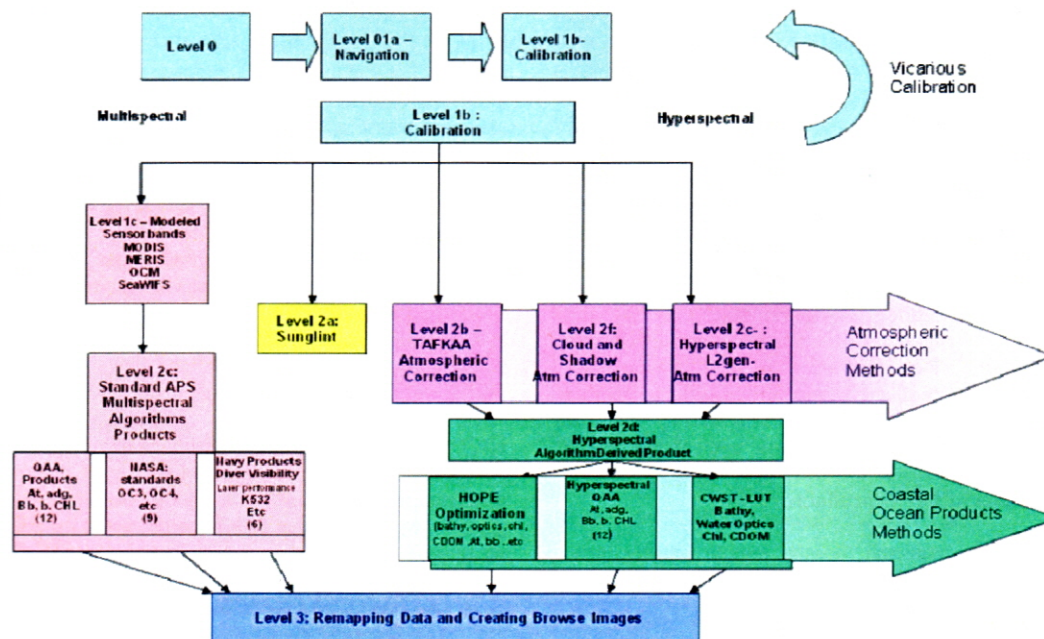 Level 0
Level 01a –
Navigation
Level 1b-
Calibration
Vicarious
Calibration
Multispectral
Level 1b :
Calibration
Hyperspectral
Level 1c – Modeled
Sensor bands
MODIS
MERIS
OCM
SeaWIFS
Level 2a:
Sunglint
Level 2b –
TAFKAA
Atmospheric
Correction
Level 2f:
Cloud and
Shadow
Atm Correction
Level 2c- :
Hyperspectral
L2gen-
Atm Correction
Atmospheric
Correction
Methods
Level 2c:
Standard APS
Multispectral
Algorithms
Products
Level 2d:
Hyperspectral
Algorithm Derived Product
QAA,
Products
At, adg,
Bb, b. CHL
(12)
NASA:
standards
OC3, OC4,
etc
(9)
Navy Products
Diver Visibility
Laser performance
K532
Etc
(6)
HOPE
Optimization
(bathy, optics, chl,
CDOM ,At, bb ..etc
Hyperspectral
QAA
At, adg,
Bb, b. CHL
(12)
CWST - LUT
Bathy,
Water Optics
Chl, CDOM
Coastal
Ocean Products
Methods
Level 3: Remapping Data and Creating Browse Images